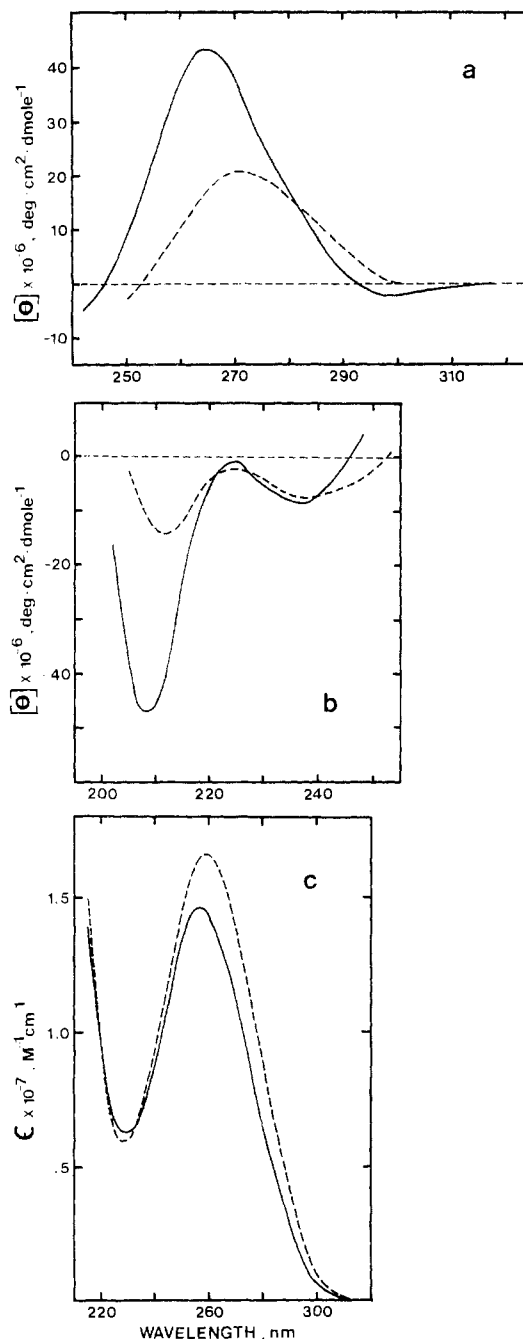 a
40
30
20
10
0
-10
[Θ] x 10⁻⁶, deg·cm²·dmole⁻¹
250 270 290 310
0
-20
40
[Θ] x 10⁻⁶, deg·cm²·dmole⁻¹
b
200 220 240
c
1.5
1.0
.5
ϵ x 10⁻⁷, M⁻¹cm⁻¹
220 260 300
WAVELENGTH, nm